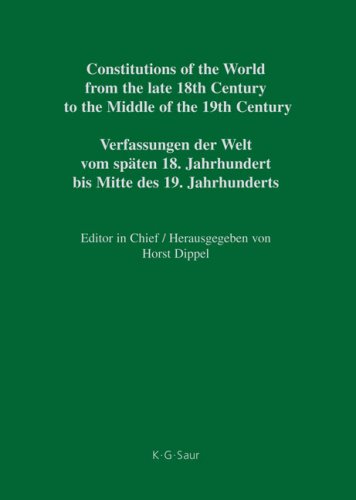 Constitutions of the World
from the late 18th Century
to the Middle of the 19th Century
Verfassungen der Welt
vom späten 18. Jahrhundert
bis Mitte des 19. Jahrhunderts
Editor in Chief / Herausgegeben von
Horst Dippel
K·G·Saur